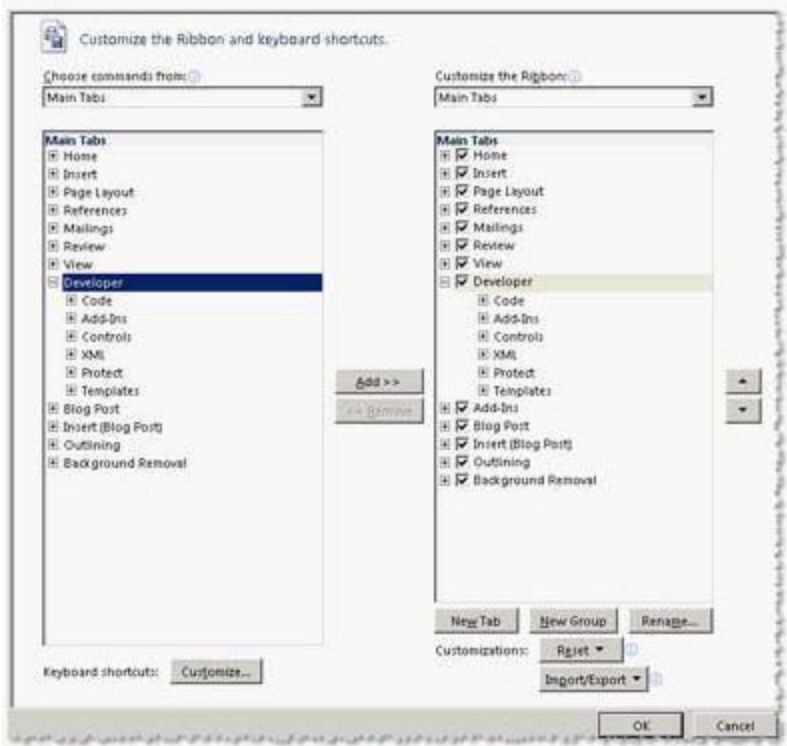 Customize the Ribbon and keyboard shortcuts.
Choose commands from:
Main Tabs
Main Tabs
Home
Insert
Page Layout
References
Mailings
Review
View
Developer
Code
Add-Ins
Controls
XML
Protect
Templates
Blog Post
Insert (Blog Post)
Outlining
Background Removal
Keyboard shortcuts: Customize...
Add >>
<< Remove
Customize the Ribbon:
Main Tabs
Main Tabs
Home
Insert
Page Layout
References
Mailings
Review
View
Developer
Code
Add-Ins
Controls
XML
Protect
Templates
Add-Ins
Blog Post
Insert (Blog Post)
Outlining
Background Removal
New Tab New Group Rename...
Customizations: Reset
Import/Export
OK Cancel